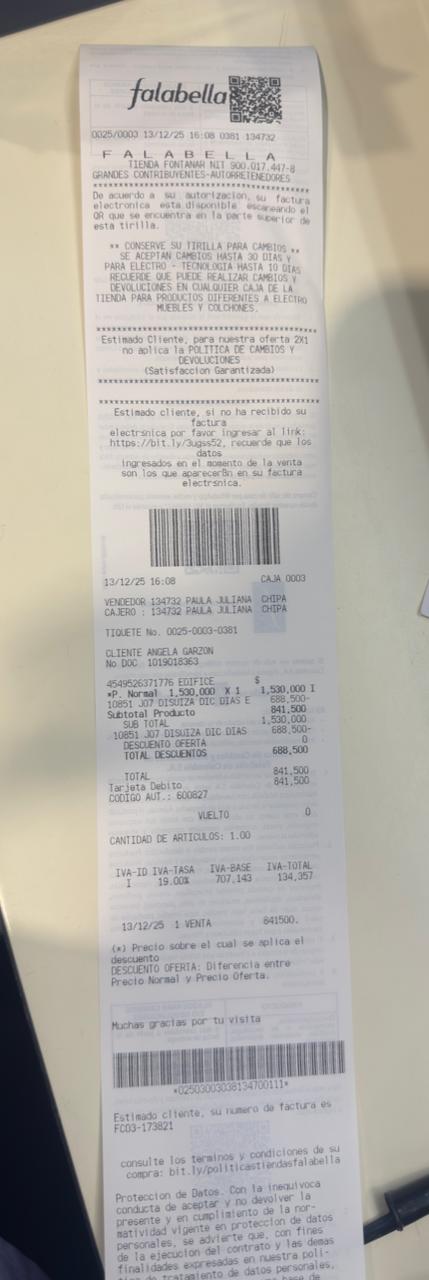 falabella
0025/0003 13/12/25 16:08 0381 134732
F A L A B E L L A
TIENDA FONTANAR NIT 900.017.447-8
GRANDES CONTRIBUYENTES-AUTORRETENEDORES
****************************************
De acuerdo a su autorizacion, su factura
electronica esta disponible escaneando el
QR que se encuentra en la parte superior de
esta tirilla.
** CONSERVE SU TIRILLA PARA CAMBIOS **
SE ACEPTAN CAMBIOS HASTA 30 DIAS Y
PARA ELECTRO - TECNOLOGIA HASTA 10 DIAS
RECUERDE QUE PUEDE REALIZAR CAMBIOS Y
DEVOLUCIONES EN CUALQUIER CAJA DE LA
TIENDA PARA PRODUCTOS DIFERENTES A ELECTRO
MUEBLES Y COLCHONES.
****************************************
Estimado Cliente, para nuestra oferta 2X1
no aplica la POLITICA DE CAMBIOS Y
DEVOLUCIONES
(Satisfaccion Garantizada)
****************************************
****************************************
Estimado cliente, si no ha recibido su
factura
electrsnica por favor ingresar al link:
https://bit.ly/3ugss52, recuerde que los
datos
ingresados en el momento de la venta
son los que aparecer8n en su factura
electrsnica.
13/12/25 16:08 CAJA 0003
VENDEDOR 134732 PAULA JULIANA CHIPA
CAJERO : 134732 PAULA JULIANA CHIPA
TIQUETE No. 0025-0003-0381
CLIENTE ANGELA GARZON
No DOC 1019018363
4549526371776 EDIFICE $
*P. Normal 1,530,000 X 1 1,530,000 I
10851 J07 DISUIZA DIC DIAS E 688,500-
Subtotal Producto 841,500
SUB TOTAL 1,530,000
10851 J07 DISUIZA DIC DIAS 688,500-
DESCUENTO OFERTA 0
TOTAL DESCUENTOS 688,500
TOTAL 841,500
Tarjeta Debito 841,500
CODIGO AUT.: 600827
VUELTO 0
CANTIDAD DE ARTICULOS: 1.00
IVA-ID IVA-TASA IVA-BASE IVA-TOTAL
I 19.00% 707,143 134,357
13/12/25 1 VENTA 841500.
(*) Precio sobre el cual se aplica el
descuento
DESCUENTO OFERTA: Diferencia entre
Precio Normal y Precio Oferta.
Muchas gracias por tu visita
*02503003038134700111*
Estimado cliente, su numero de factura es
FC03-173821
consulte los terminos y condiciones de su
compra: bit.ly/politicastiendasfalabella
Proteccion de Datos. Con la inequivoca
conducta de aceptar y no devolver la
presente y en cumplimiento de la nor-
matividad vigente en proteccion de datos
personales, se advierte que, con fines
de la ejecucion del contrato y las demas
finalidades expresadas en nuestra poli-
tica de tratamiento de datos personales,